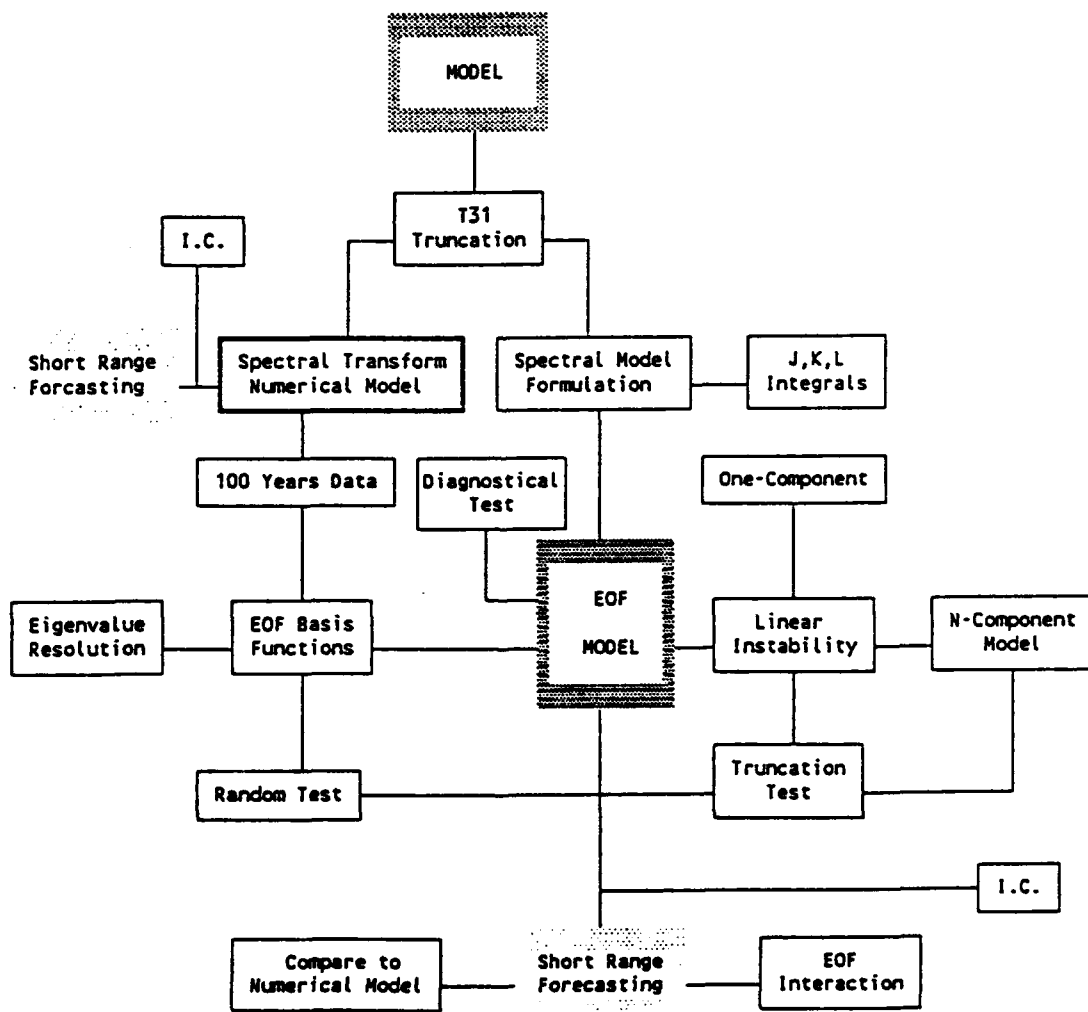 MODEL
T31
Truncation
I.C.
Short Range
Forcasting
Spectral Transform
Numerical Model
Spectral Model
Formulation
J,K,L
Integrals
100 Years Data
Diagnostical
Test
One-Component
EOF
MODEL
Eigenvalue
Resolution
EOF Basis
Functions
Linear
Instability
N-Component
Model
Random Test
Truncation
Test
I.C.
Compare to
Numerical Model
Short Range
Forecasting
EOF
Interaction